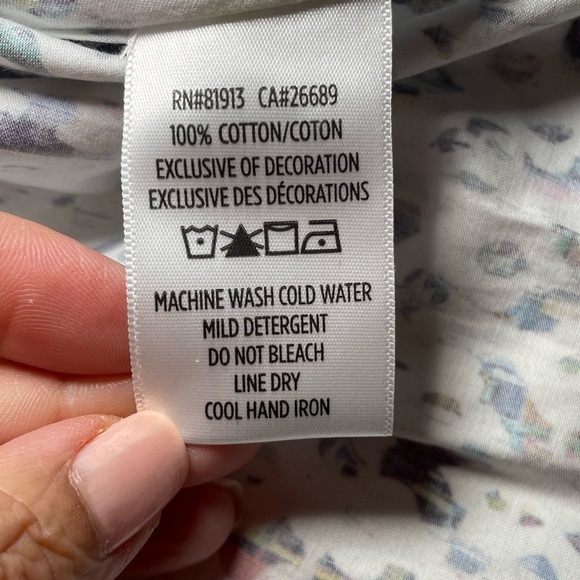 RN#81913 CA#26689
100% COTTON/COTON
EXCLUSIVE OF DECORATION
EXCLUSIVE DES DÉCORATIONS
MACHINE WASH COLD WATER
MILD DETERGENT
DO NOT BLEACH
LINE DRY
COOL HAND IRON